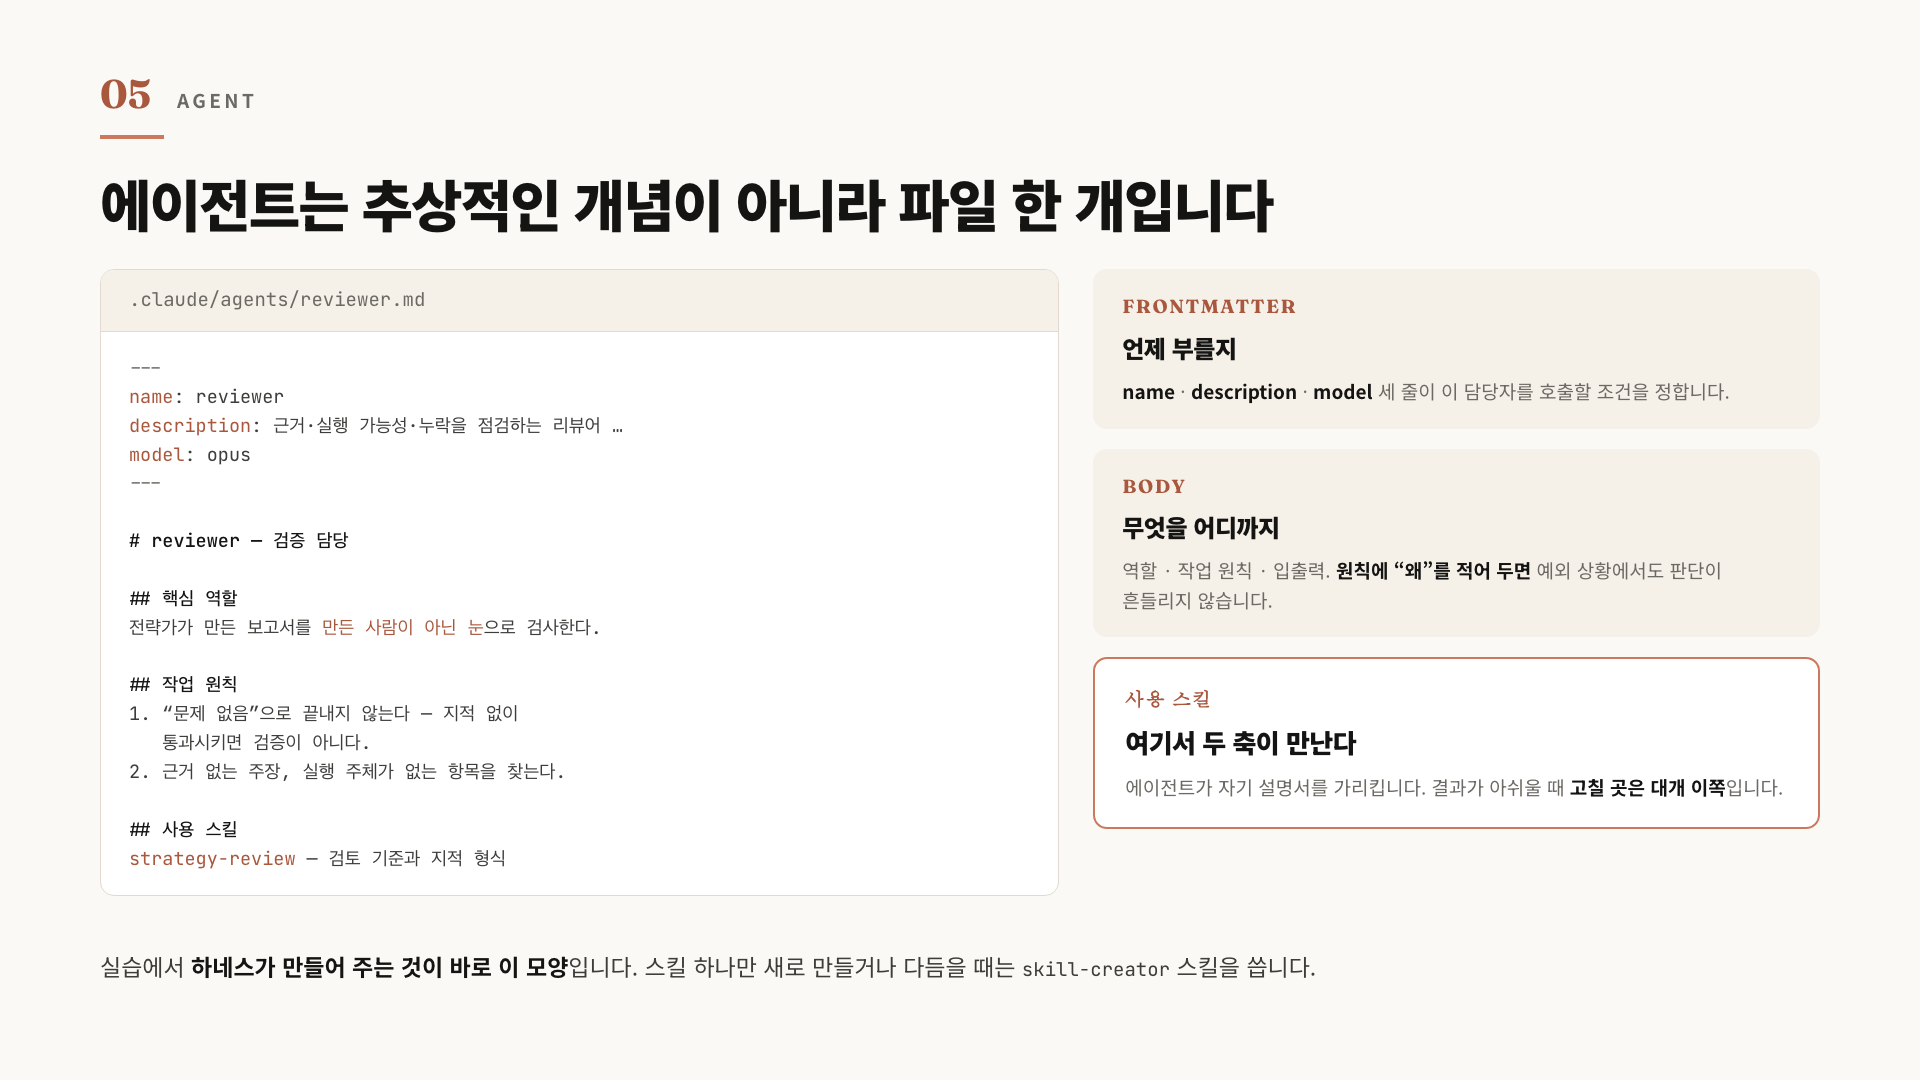 05 AGENT
에이전트는 추상적인 개념이 아니라 파일 한 개입니다
.claude/agents/reviewer.md
---
name: reviewer
description: 근거·실행 가능성·누락을 점검하는 리뷰어 …
model: opus
---
# reviewer — 검증 담당
## 핵심 역할
전략가가 만든 보고서를 만든 사람이 아닌 눈으로 검사한다.
## 작업 원칙
1. “문제 없음”으로 끝내지 않는다 — 지적 없이
통과시키면 검증이 아니다.
2. 근거 없는 주장, 실행 주체가 없는 항목을 찾는다.
## 사용 스킬
strategy-review — 검토 기준과 지적 형식
FRONTMATTER
언제 부를지
name · description · model 세 줄이 이 담당자를 호출할 조건을 정합니다.
BODY
무엇을 어디까지
역할 · 작업 원칙 · 입출력. 원칙에 “왜”를 적어 두면 예외 상황에서도 판단이
흔들리지 않습니다.
사용 스킬
여기서 두 축이 만난다
에이전트가 자기 설명서를 가리킵니다. 결과가 아쉬울 때 고칠 곳은 대개 이쪽입니다.
실습에서 하네스가 만들어 주는 것이 바로 이 모양입니다. 스킬 하나만 새로 만들거나 다듬을 때는 skill-creator 스킬을 씁니다.